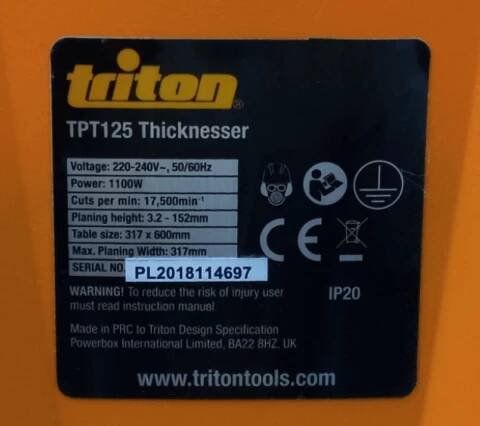 triton®
TPT125 Thicknesser
Voltage: 220-240V~, 50/60Hz
Power: 1100W
Cuts per min: 17,500min⁻¹
Planing height: 3.2 - 152mm
Table size: 317 x 600mm
Max. Planing Width: 317mm
SERIAL NO. PL2018114697
CE
WARNING! To reduce the risk of injury user
must read instruction manual.
IP20
Made in PRC to Triton Design Specification
Powerbox International Limited, BA22 8HZ, UK
www.tritontools.com